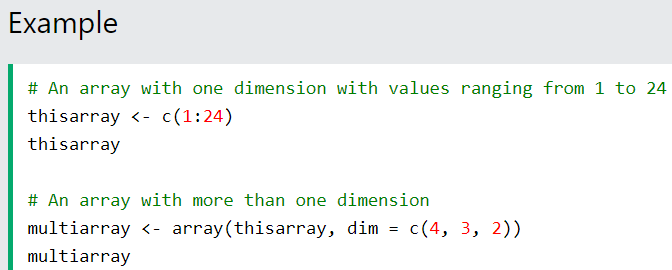 Example
# An array with one dimension with values ranging from 1 to 24
thisarray <- c(1:24)
thisarray
# An array with more than one dimension
multiarray <- array(thisarray, dim = c(4, 3, 2))
multiarray